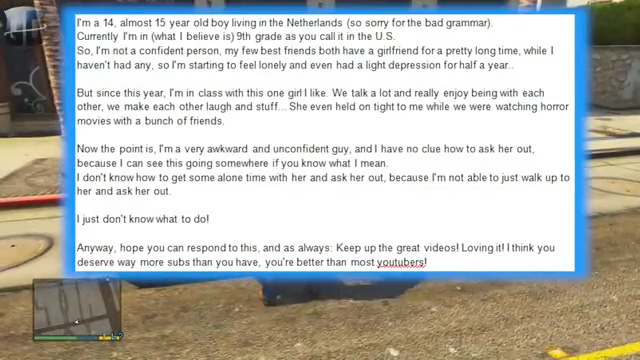 I'm a 14, almost 15 year old boy living in the Netherlands (so sorry for the bad grammar).
Currently I'm in (what I believe is) 9th grade as you call it in the U.S.
So, I'm not a confident person, my few best friends both have a girlfriend for a pretty long time, while I
haven't had any, so I'm starting to feel lonely and even had a light depression for half a year..
But since this year, I'm in class with this one girl I like. We talk a lot and really enjoy being with each
other, we make each other laugh and stuff... She even held on tight to me while we were watching horror
movies with a bunch of friends.
Now the point is, I'm a very awkward and unconfident guy, and I have no clue how to ask her out,
because I can see this going somewhere if you know what I mean.
I don't know how to get some alone time with her and ask her out, because I'm not able to just walk up to
her and ask her out.
I just don't know what to do!
Anyway, hope you can respond to this, and as always: Keep up the great videos! Loving it! I think you
deserve way more subs than you have, you're better than most youtubers!